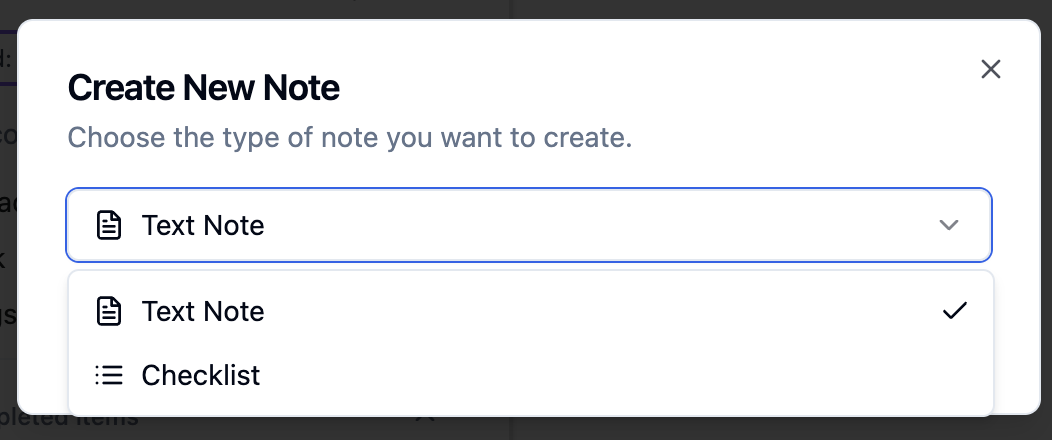 Create New Note
Choose the type of note you want to create.
Text Note
Text Note
Checklist